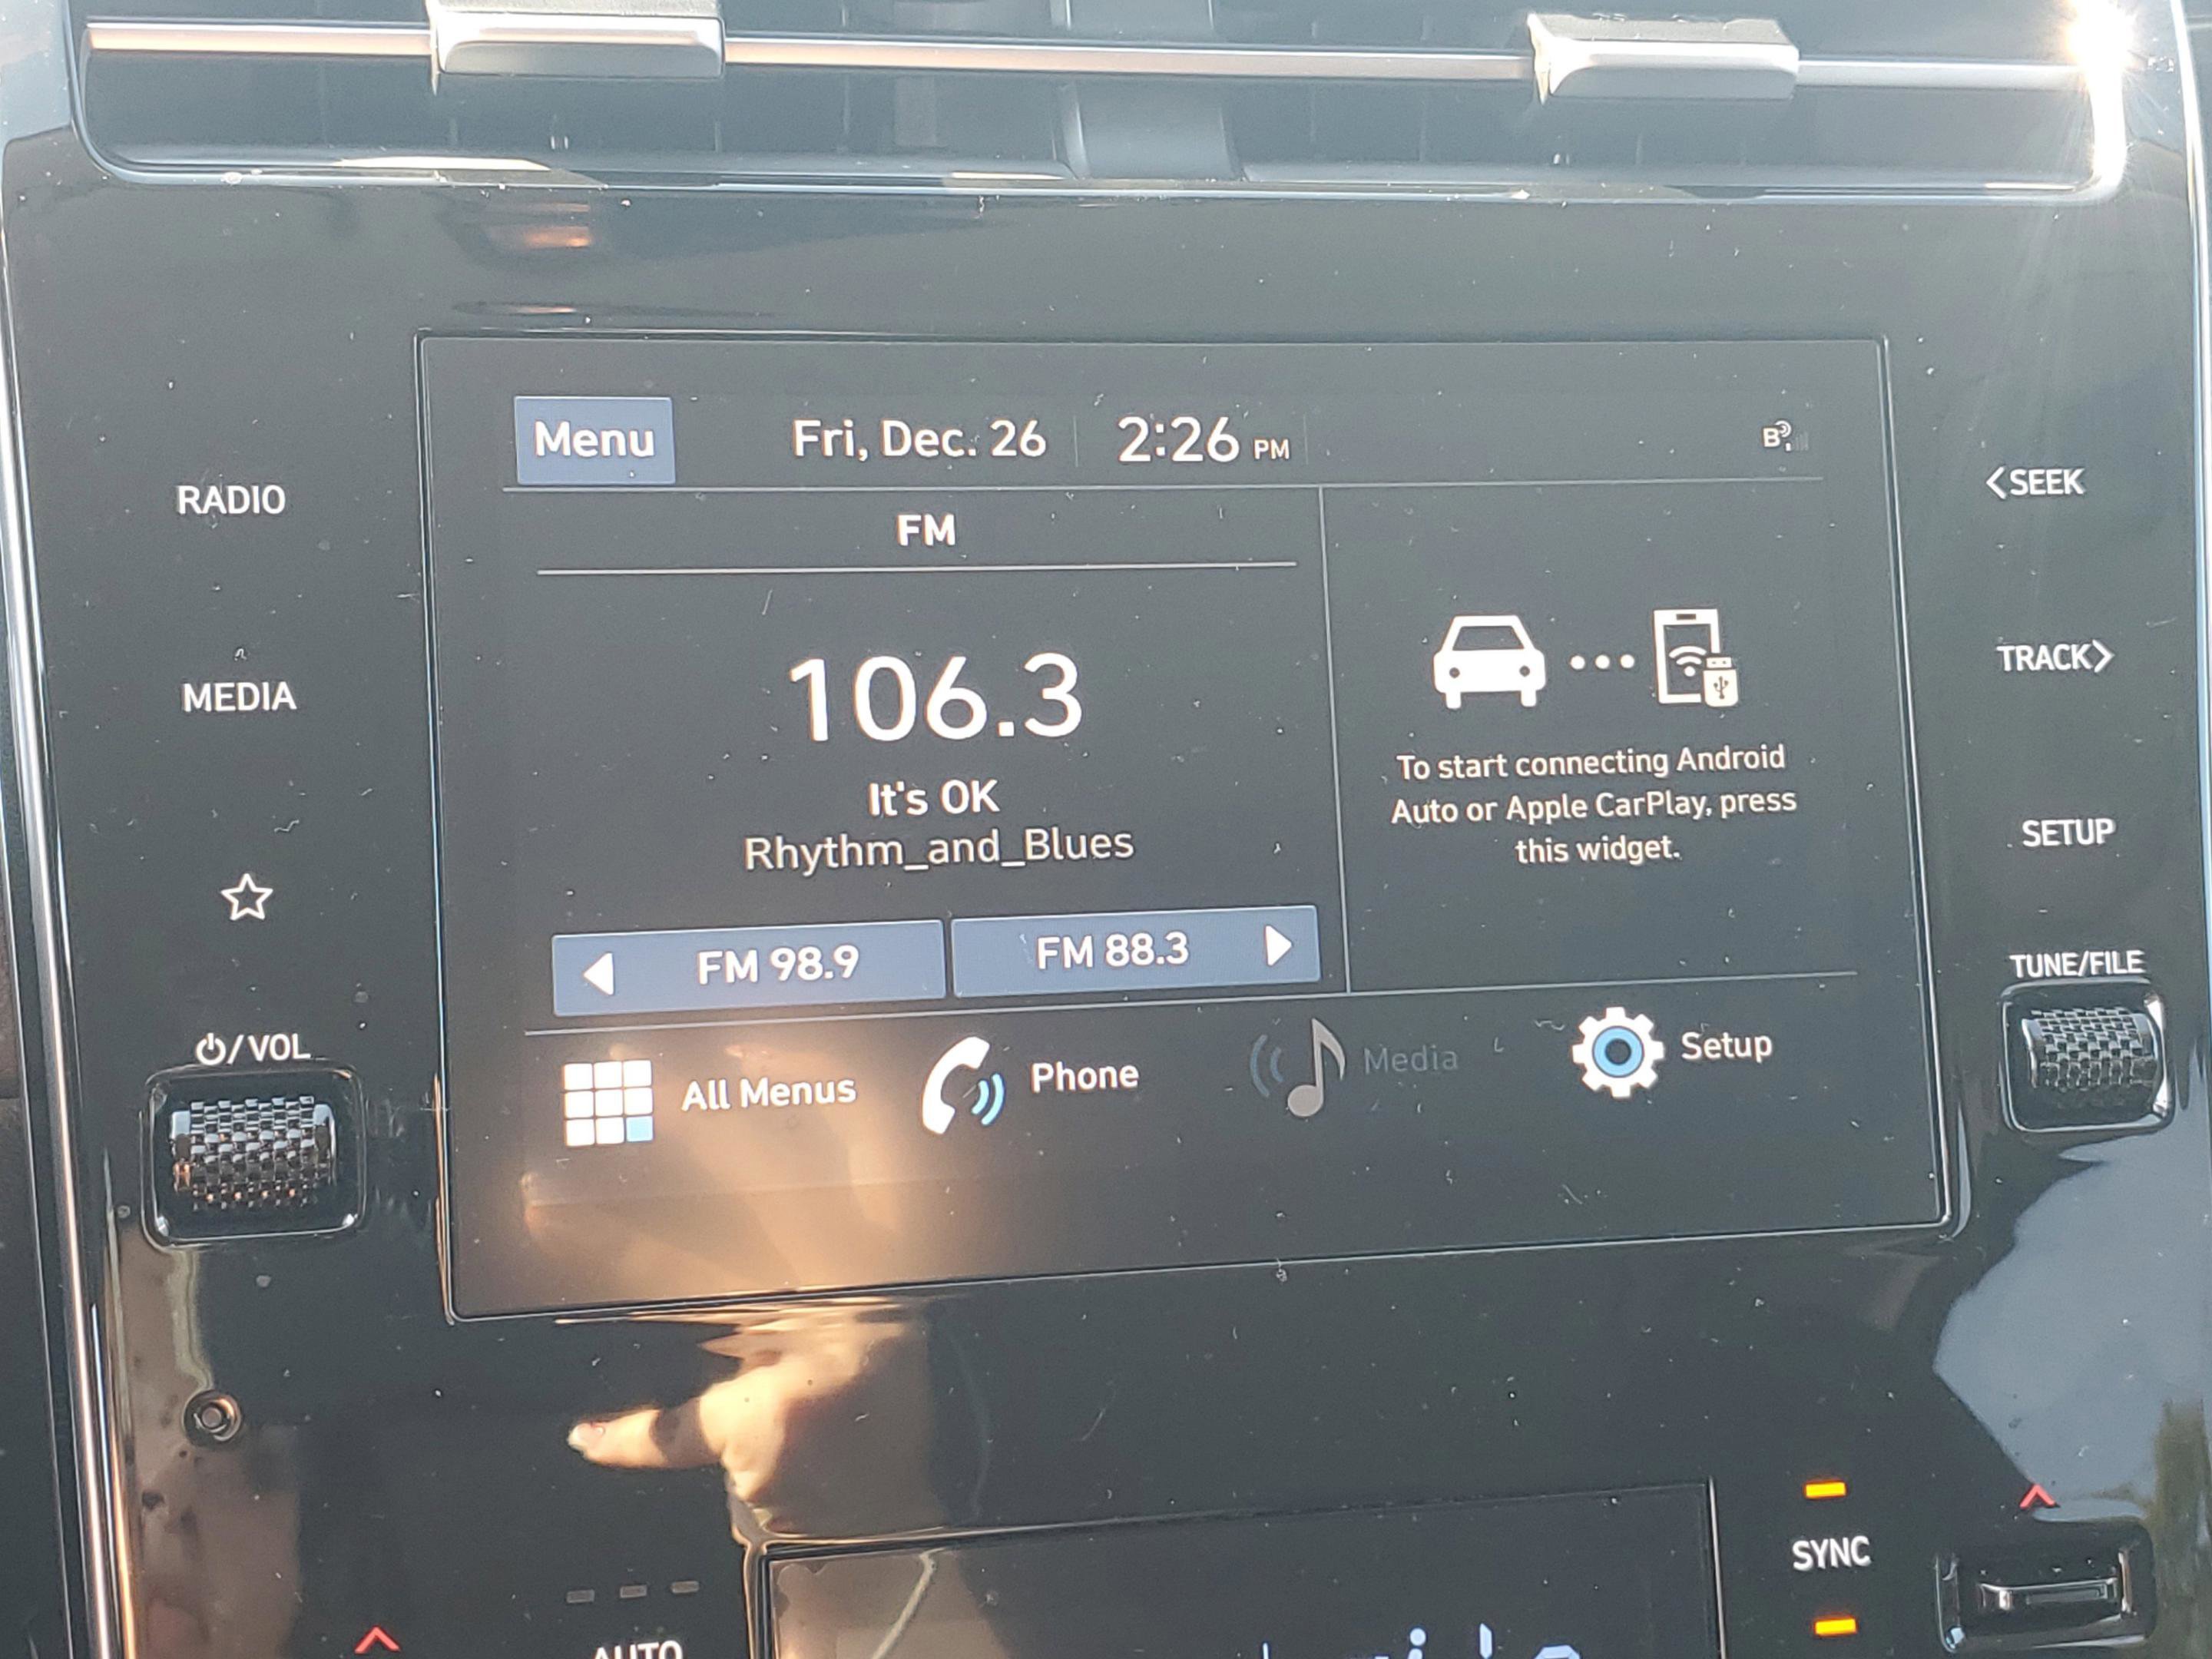 Menu
Fri, Dec. 26
2:26 PM
FM
106.3
It's OK
Rhythm_and_Blues
FM 98.9
FM 88.3
To start connecting Android
Auto or Apple CarPlay, press
this widget.
All Menus
Phone
Media
Setup
RADIO
MEDIA
/VOL
<SEEK
TRACK>
SETUP
TUNE/FILE
SYNC
AUTO